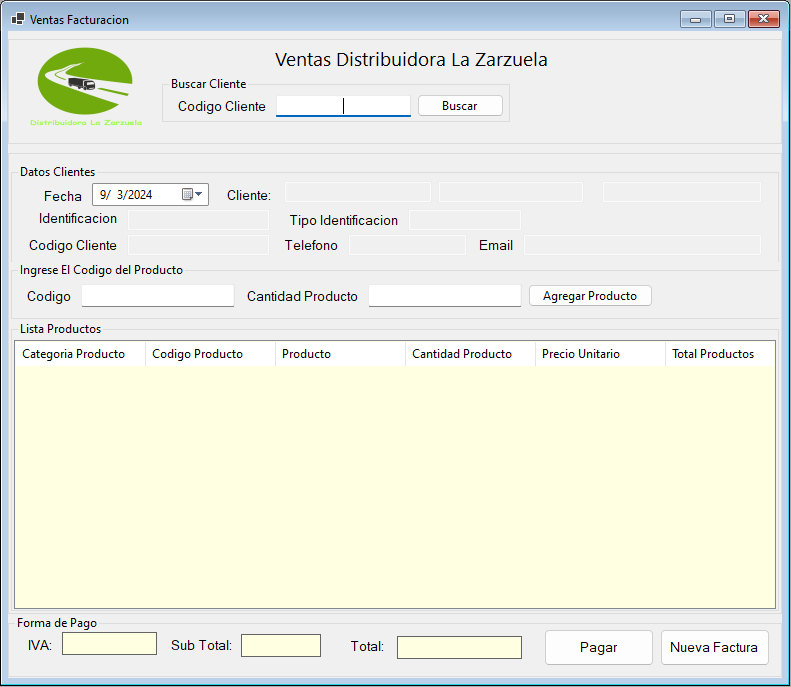 Ventas Facturacion
Ventas Distribuidora La Zarzuela
Distribuidora La Zarzuela
Buscar Cliente
Codigo Cliente Buscar
Datos Clientes
Fecha 9/ 3/2024 Cliente:
Identificacion Tipo Identificacion
Codigo Cliente Telefono Email
Ingrese El Codigo del Producto
Codigo Cantidad Producto Agregar Producto
Lista Productos
Categoria Producto Codigo Producto Producto Cantidad Producto Precio Unitario Total Productos
Forma de Pago
IVA: Sub Total: Total: Pagar Nueva Factura